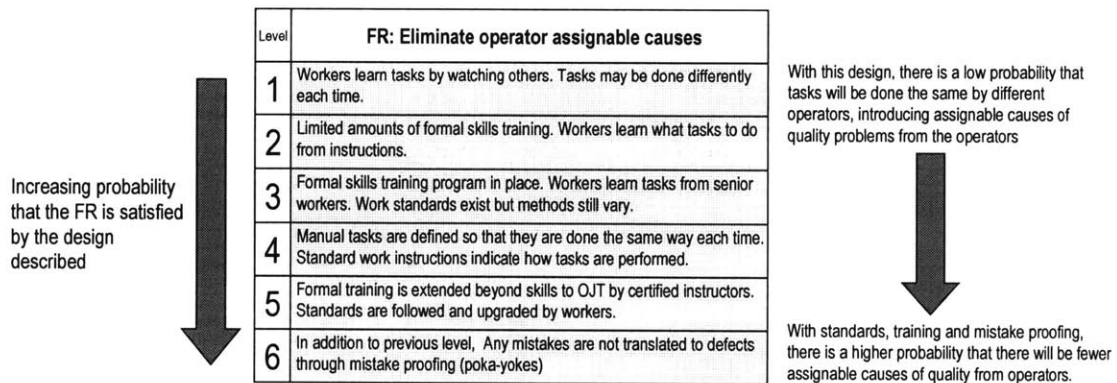 Level
FR: Eliminate operator assignable causes
1
Workers learn tasks by watching others. Tasks may be done differently
each time.
2
Limited amounts of formal skills training. Workers learn what tasks to do
from instructions.
3
Formal skills training program in place. Workers learn tasks from senior
workers. Work standards exist but methods still vary.
4
Manual tasks are defined so that they are done the same way each time.
Standard work instructions indicate how tasks are performed.
5
Formal training is extended beyond skills to OJT by certified instructors.
Standards are followed and upgraded by workers.
6
In addition to previous level, Any mistakes are not translated to defects
through mistake proofing (poka-yokes)
Increasing probability
that the FR is satisfied
by the design
described
With this design, there is a low probability that
tasks will be done the same by different
operators, introducing assignable causes of
quality problems from the operators
With standards, training and mistake proofing,
there is a higher probability that there will be fewer
assignable causes of quality from operators.